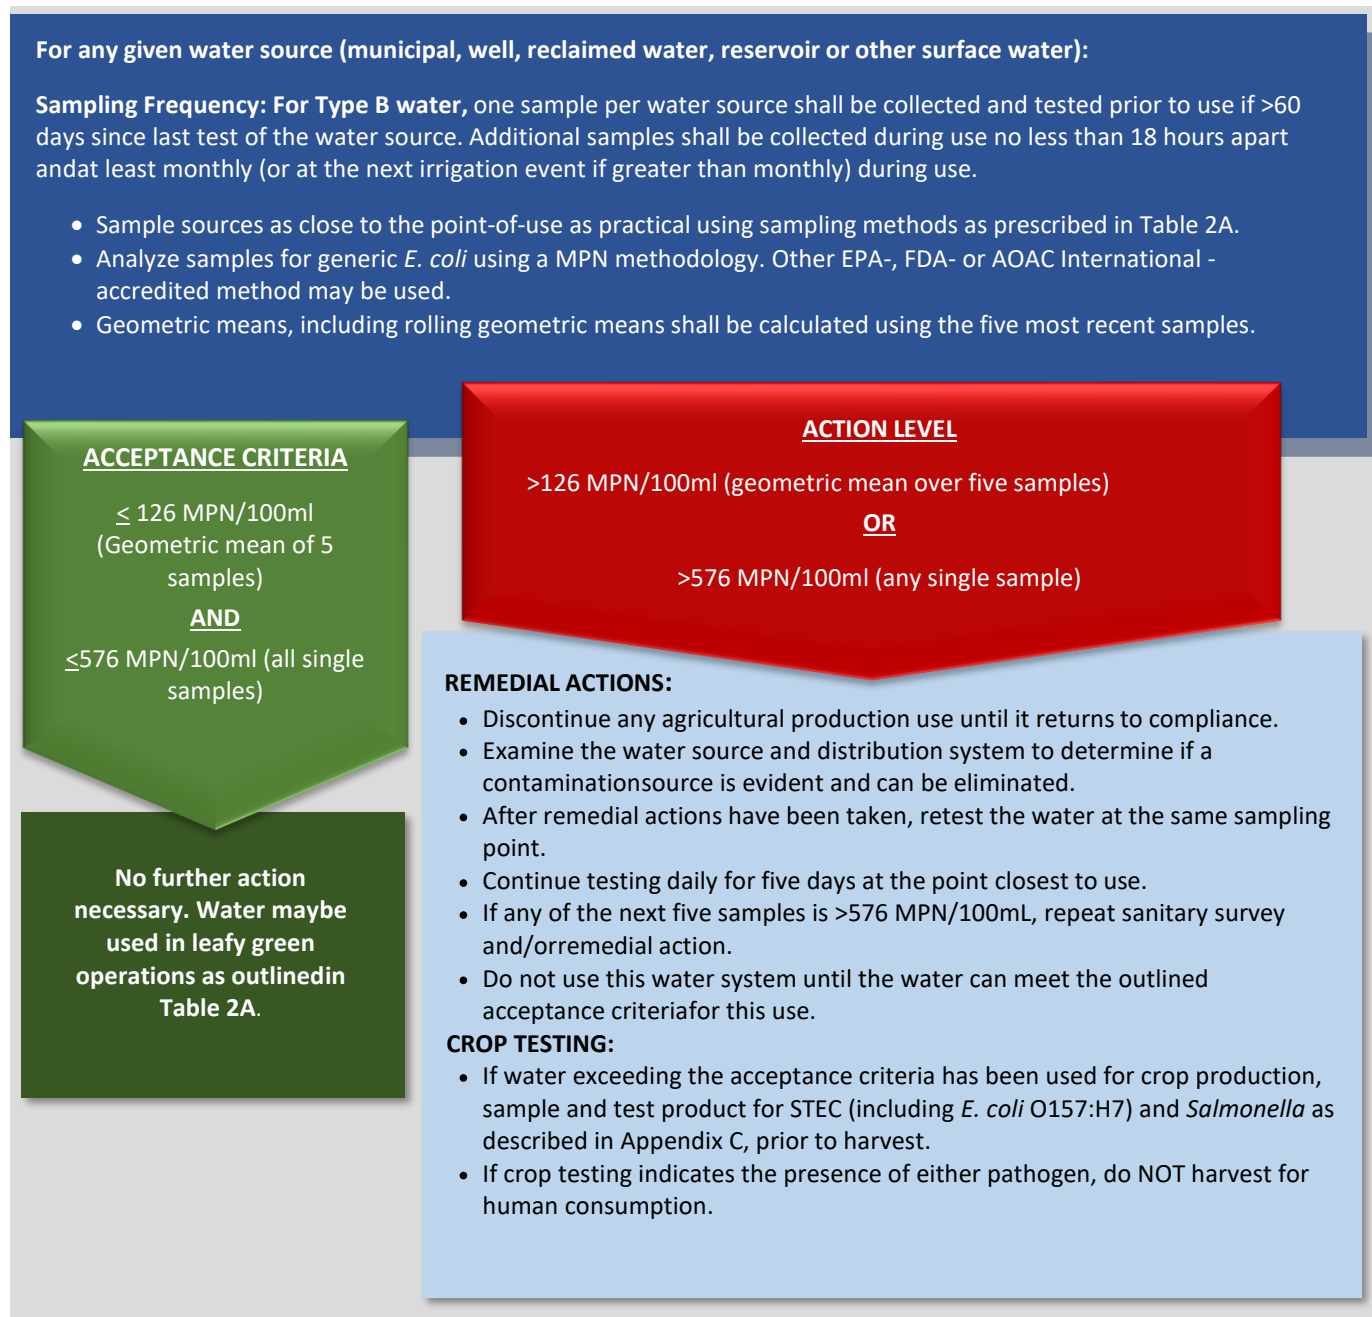 For any given water source (municipal, well, reclaimed water, reservoir or other surface water):
Sampling Frequency: For Type B water, one sample per water source shall be collected and tested prior to use if >60
days since last test of the water source. Additional samples shall be collected during use no less than 18 hours apart
andat least monthly (or at the next irrigation event if greater than monthly) during use.
• Sample sources as close to the point-of-use as practical using sampling methods as prescribed in Table 2A.
• Analyze samples for generic E. coli using a MPN methodology. Other EPA-, FDA- or AOAC International -
accredited method may be used.
• Geometric means, including rolling geometric means shall be calculated using the five most recent samples.
ACCEPTANCE CRITERIA
≤ 126 MPN/100ml
(Geometric mean of 5
samples)
AND
≤576 MPN/100ml (all single
samples)
No further action
necessary. Water maybe
used in leafy green
operations as outlinedin
Table 2A.
ACTION LEVEL
>126 MPN/100ml (geometric mean over five samples)
OR
>576 MPN/100ml (any single sample)
REMEDIAL ACTIONS:
• Discontinue any agricultural production use until it returns to compliance.
• Examine the water source and distribution system to determine if a
contaminationsource is evident and can be eliminated.
• After remedial actions have been taken, retest the water at the same sampling
point.
• Continue testing daily for five days at the point closest to use.
• If any of the next five samples is >576 MPN/100mL, repeat sanitary survey
and/orremedial action.
• Do not use this water system until the water can meet the outlined
acceptance criteriafor this use.
CROP TESTING:
• If water exceeding the acceptance criteria has been used for crop production,
sample and test product for STEC (including E. coli O157:H7) and Salmonella as
described in Appendix C, prior to harvest.
• If crop testing indicates the presence of either pathogen, do NOT harvest for
human consumption.